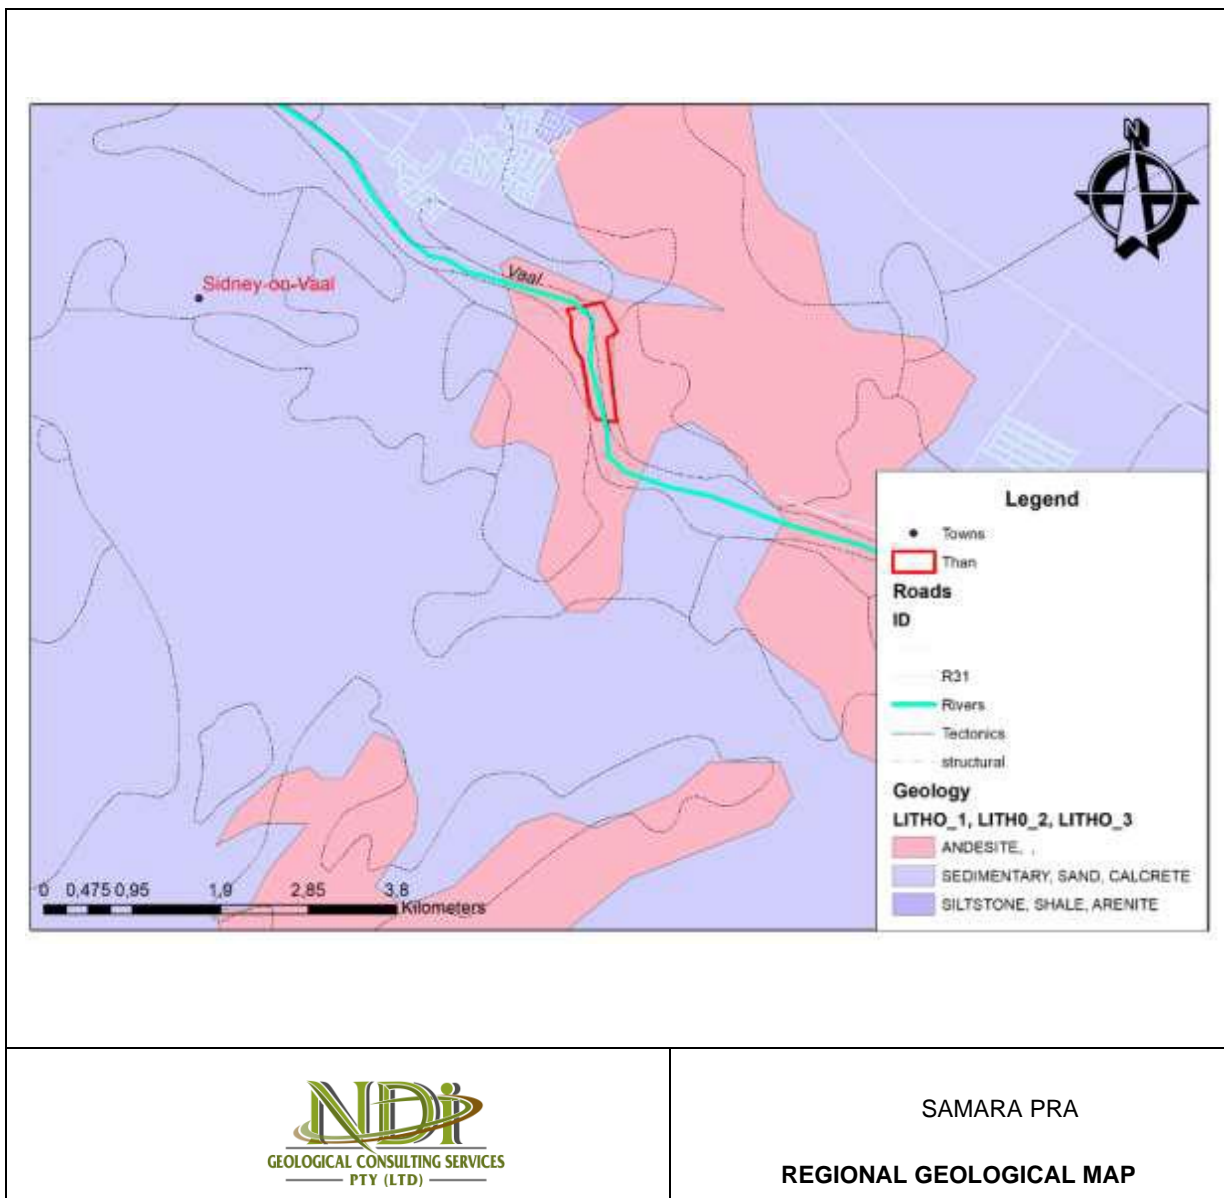 N
Vaal
Sidney-on-Vaal
Legend
Towns
Than
Roads
ID
R31
Rivers
Tectonics
structural
Geology
LITHO_1, LITH0_2, LITHO_3
ANDESITE, ,
SEDIMENTARY, SAND, CALCRETE
SILTSTONE, SHALE, ARENITE
0 0,475 0,95 1,9 2,85 3,8
Kilometers
NDi
GEOLOGICAL CONSULTING SERVICES
PTY (LTD)
SAMARA PRA
REGIONAL GEOLOGICAL MAP